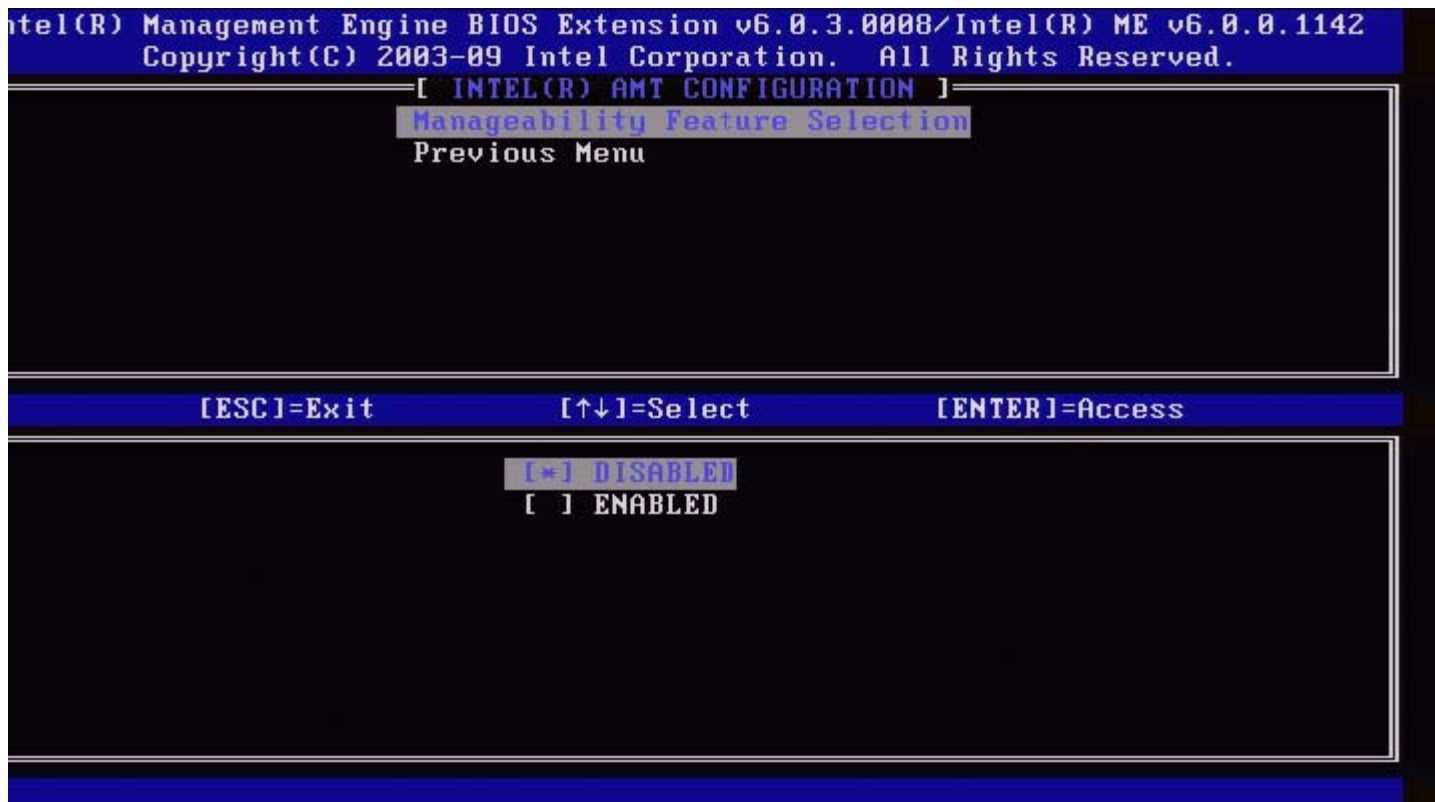 ntel(R) Management Engine BIOS Extension v6.0.3.0008/Intel(R) ME v6.0.0.1142
Copyright(C) 2003-09 Intel Corporation. All Rights Reserved.
[ INTEL(R) AMT CONFIGURATION ]
Manageability Feature Selection
Previous Menu
[ESC]=Exit [↑↓]=Select [ENTER]=Access
[*] DISABLED
[ ] ENABLED